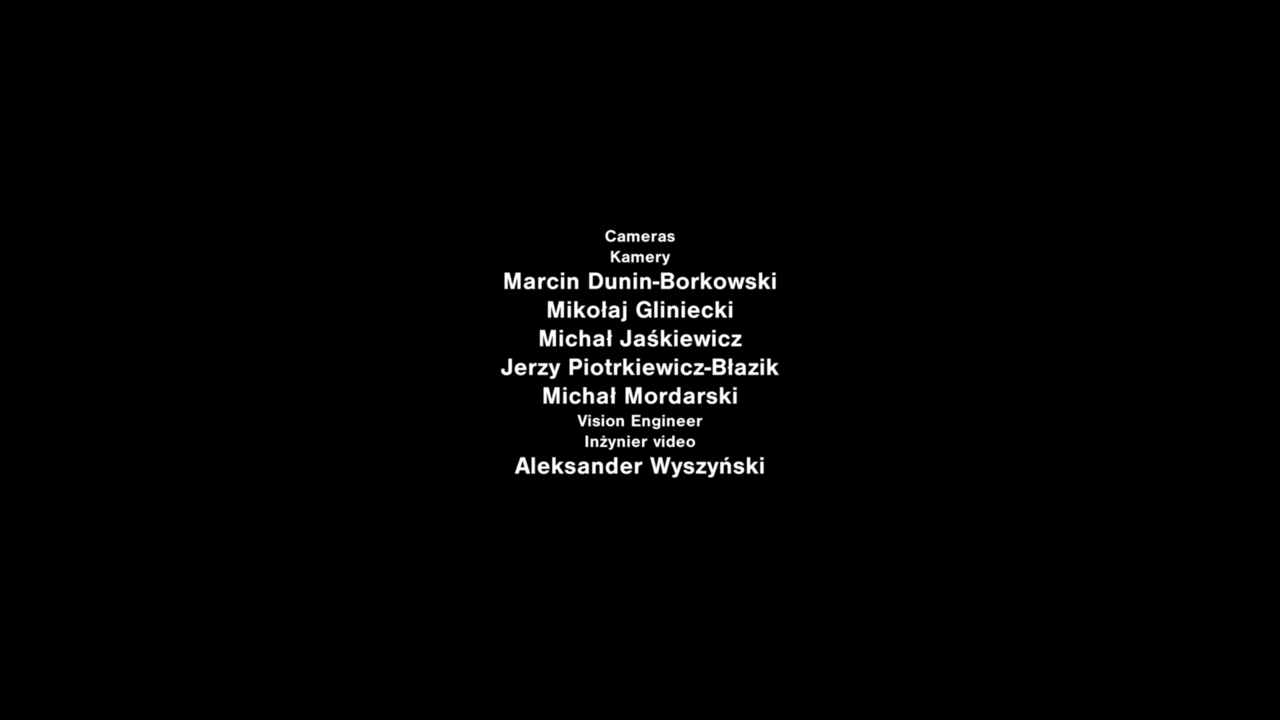 Cameras
Kamery
Marcin Dunin-Borkowski
Mikołaj Gliniecki
Michał Jaśkiewicz
Jerzy Piotrkiewicz-Błazik
Michał Mordarski
Vision Engineer
Inżynier video
Aleksander Wyszyński